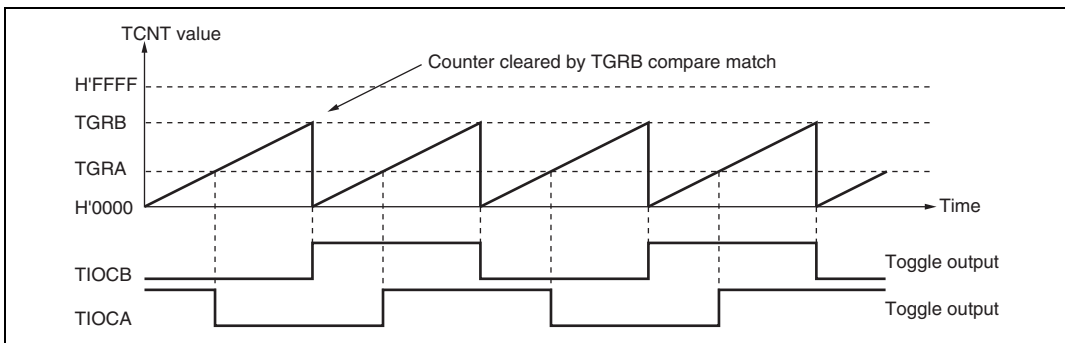 TCNT value
Counter cleared by TGRB compare match
H'FFFF
TGRB
TGRA
H'0000
Time
TIOCB
Toggle output
TIOCA
Toggle output